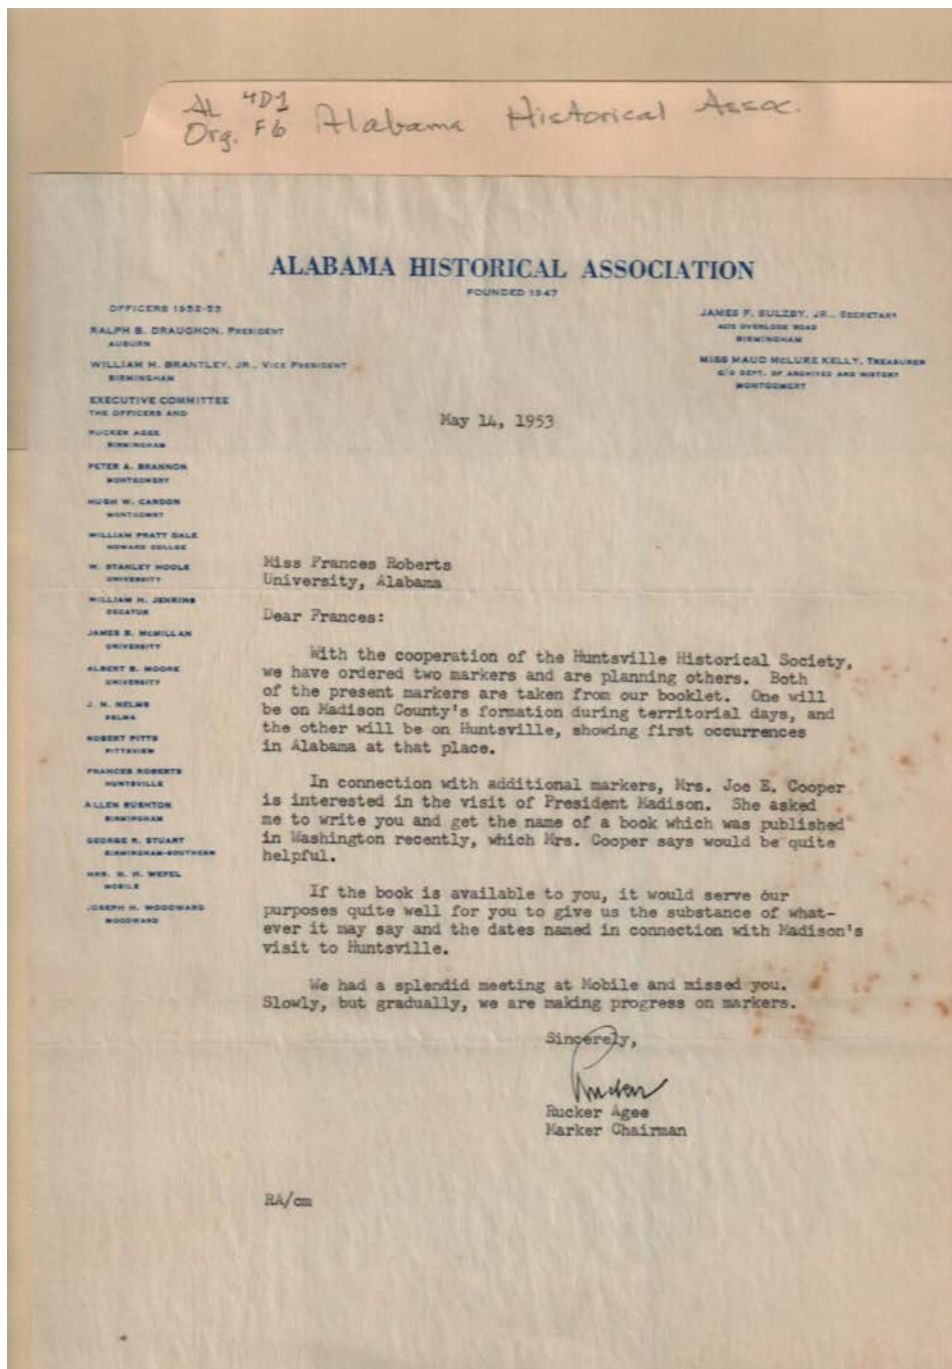 AL 4D1
Org. F6 Alabama Historical Assoc.
ALABAMA HISTORICAL ASSOCIATION
FOUNDED 1947
OFFICERS 1952-53
RALPH B. DRAUGHON, PRESIDENT
AUBURN
WILLIAM H. BRANTLEY, JR., VICE PRESIDENT
BIRMINGHAM
EXECUTIVE COMMITTEE
THE OFFICERS AND
RUCKER AGEE
BIRMINGHAM
PETER A. BRANNON
MONTGOMERY
HUGH W. CARDON
MONTGOMERY
WILLIAM PRATT DALE
HOWARD COLLEGE
W. STANLEY HOOLE
UNIVERSITY
WILLIAM H. JENKINS
DECATUR
JAMES B. McMILLAN
UNIVERSITY
ALBERT B. MOORE
UNIVERSITY
J. H. NELMS
SELMA
ROBERT PITTS
PITTSVIEW
FRANCES ROBERTS
HUNTSVILLE
ALLEN RUSHTON
BIRMINGHAM
GEORGE R. STUART
BIRMINGHAM-SOUTHERN
MRS. N. H. WEFEL
MOBILE
JOSEPH H. WOODWARD
WOODWARD
JAMES F. SULZBY, JR., SECRETARY
OVERLOOK ROAD
BIRMINGHAM
MISS MAUD McLURE KELLY, TREASURER
C/O DEPT. OF ARCHIVES AND HISTORY
MONTGOMERY
May 14, 1953
Miss Frances Roberts
University, Alabama
Dear Frances:
With the cooperation of the Huntsville Historical Society,
we have ordered two markers and are planning others. Both
of the present markers are taken from our booklet. One will
be on Madison County's formation during territorial days, and
the other will be on Huntsville, showing first occurrences
in Alabama at that place.
In connection with additional markers, Mrs. Joe E. Cooper
is interested in the visit of President Madison. She asked
me to write you and get the name of a book which was published
in Washington recently, which Mrs. Cooper says would be quite
helpful.
If the book is available to you, it would serve our
purposes quite well for you to give us the substance of what-
ever it may say and the dates named in connection with Madison's
visit to Huntsville.
We had a splendid meeting at Mobile and missed you.
Slowly, but gradually, we are making progress on markers.
Sincerely,
Rucker
Rucker Agee
Marker Chairman
RA/cm